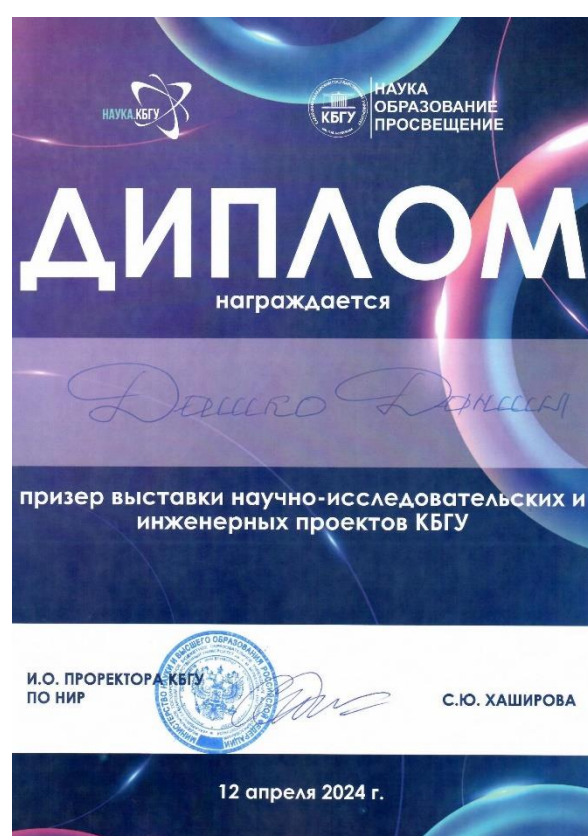 НАУКА.КБГУ
КБГУ
НАУКА
ОБРАЗОВАНИЕ
ПРОСВЕЩЕНИЕ
ДИПЛОМ
награждается
Дашко Даниил
призер выставки научно-исследовательских и
инженерных проектов КБГУ
И.О. ПРОРЕКТОРА КБГУ
ПО НИР
С.Ю. ХАШИРОВА
12 апреля 2024 г.